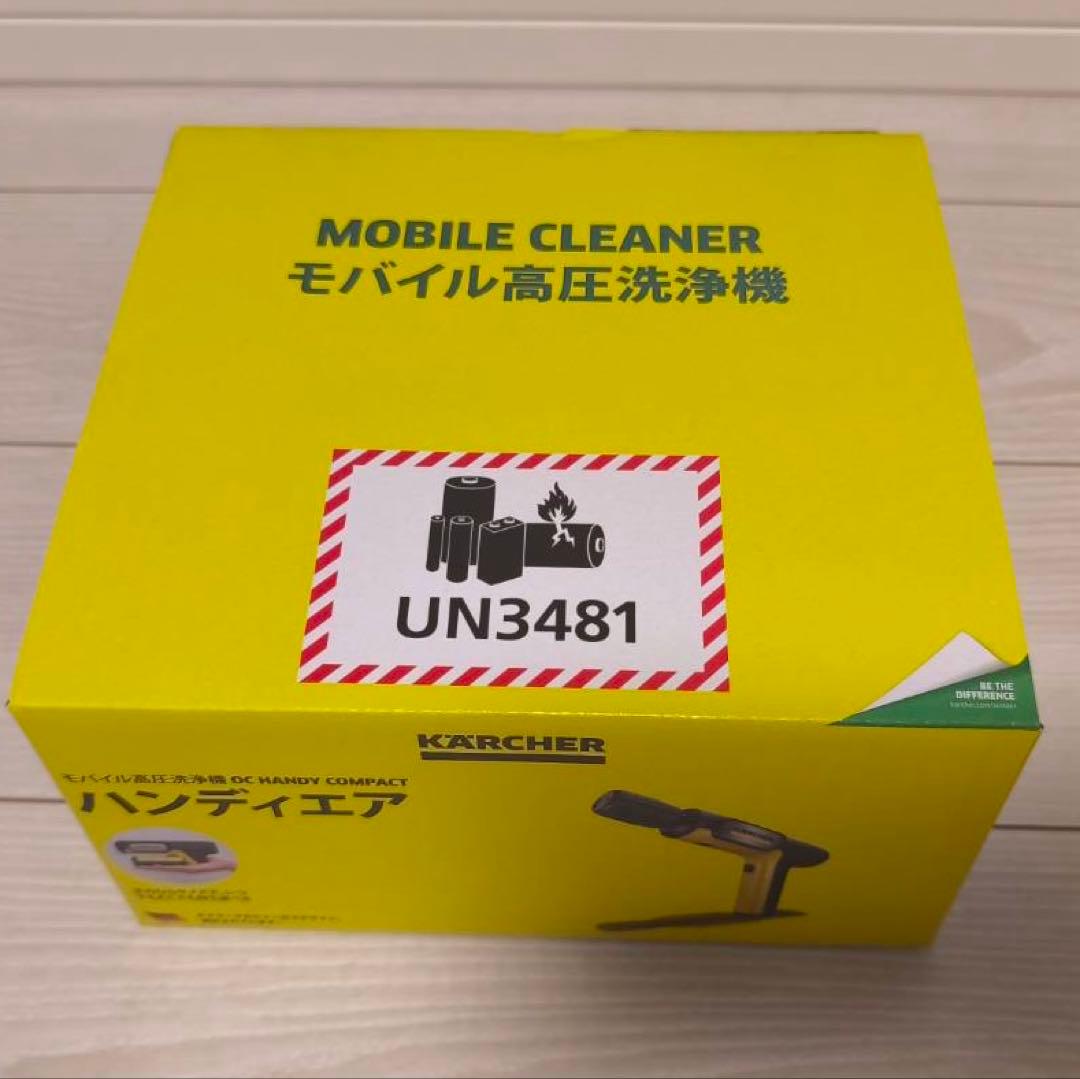 MOBILE CLEANER
モバイル高圧洗浄機
UN3481
BE THE
DIFFERENCE
KÄRCHER
モバイル高圧洗浄機 OC HANDY COMPACT
ハンディエア